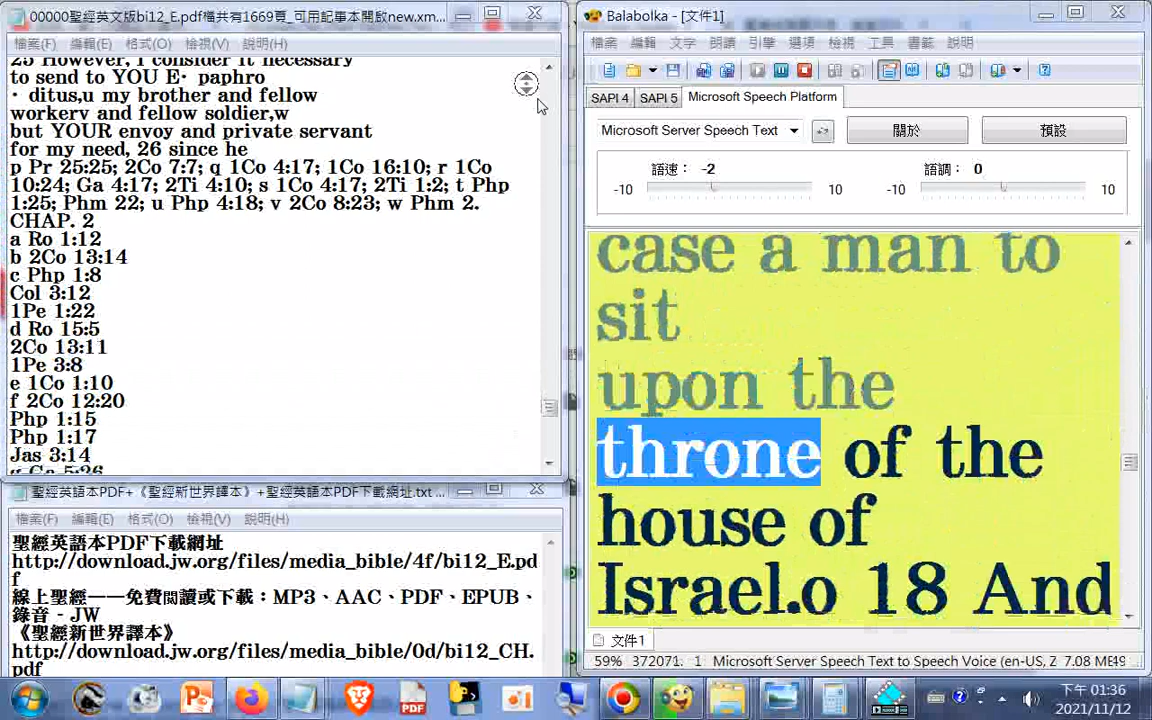 00000聖經英文版bi12_E.pdf檔共有1669頁_可用記事本開啟new.xm...
檔案(F) 編輯(E) 格式(O) 檢視(V) 說明(H)
25 However, I consider it necessary
to send to YOU E· paphro
· ditus,u my brother and fellow
workerv and fellow soldier,w
but YOUR envoy and private servant
for my need, 26 since he
p Pr 25:25; 2Co 7:7; q 1Co 4:17; 1Co 16:10; r 1Co
10:24; Ga 4:17; 2Ti 4:10; s 1Co 4:17; 2Ti 1:2; t Php
1:25; Phm 22; u Php 4:18; v 2Co 8:23; w Phm 2.
CHAP. 2
a Ro 1:12
b 2Co 13:14
c Php 1:8
Col 3:12
1Pe 1:22
d Ro 15:5
2Co 13:11
1Pe 3:8
e 1Co 1:10
f 2Co 12:20
Php 1:15
Php 1:17
Jas 3:14
g Ga 5:26
聖經英語本PDF+《聖經新世界譯本》+聖經英語本PDF下載網址.txt ...
檔案(F) 編輯(E) 格式(O) 檢視(V) 說明(H)
聖經英語本PDF下載網址
http://download.jw.org/files/media_bible/4f/bi12_E.pd
f
線上聖經——免費閱讀或下載：MP3、AAC、PDF、EPUB、
錄音 - JW
《聖經新世界譯本》
http://download.jw.org/files/media_bible/0d/bi12_CH.
pdf
Balabolka - [文件1]
檔案 編輯 文字 朗讀 引擎 選項 檢視 工具 書籤 說明
SAPI 4 SAPI 5 Microsoft Speech Platform
Microsoft Server Speech Text 關於 預設
語速： -2 語調： 0
-10 10 -10 10
case a man to
sit
upon the
throne of the
house of
Israel.o 18 And
文件1
59% 372071: 1 Microsoft Server Speech Text to Speech Voice (en-US, Z 7.08 MB
下午 01:36
2021/11/12